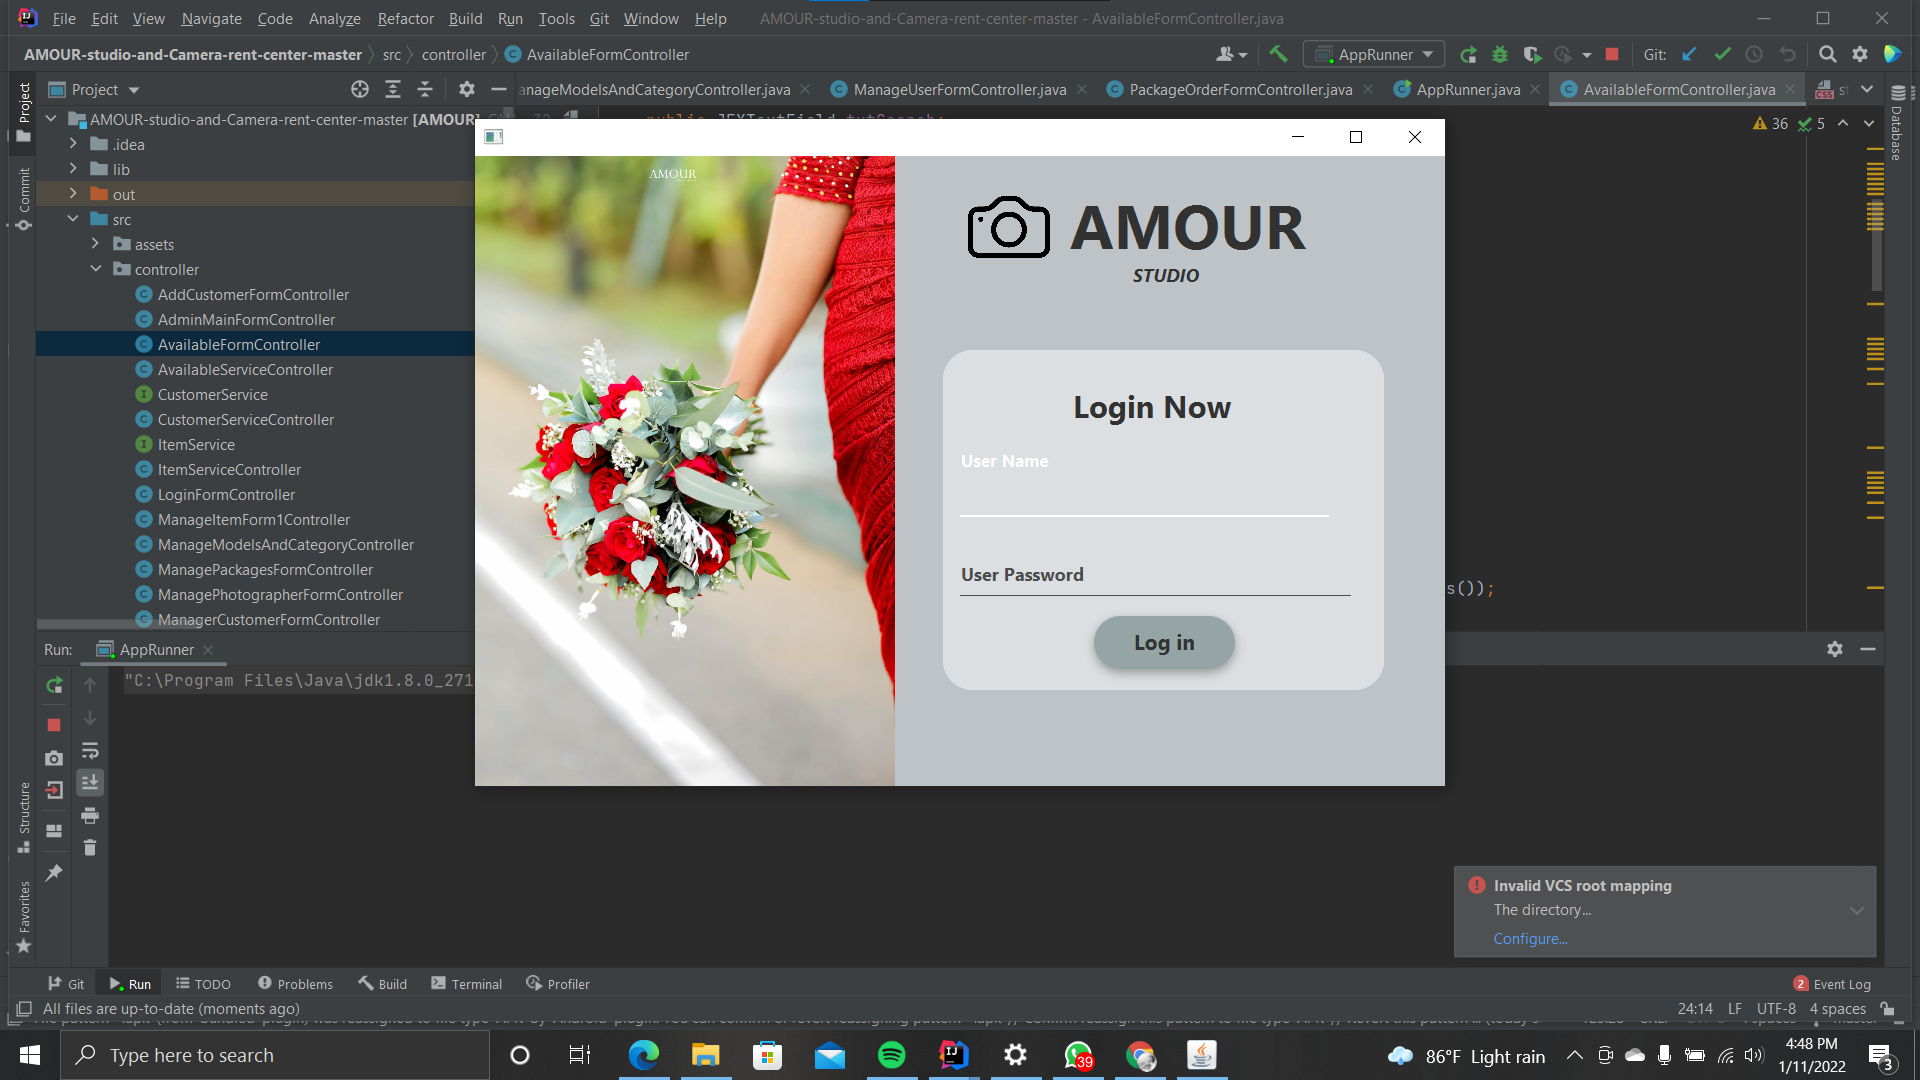 File Edit View Navigate Code Analyze Refactor Build Run Tools Git Window Help AMOUR-studio-and-Camera-rent-center-master - AvailableFormController.java
AMOUR-studio-and-Camera-rent-center-master src controller AvailableFormController AppRunner Git:
Project
Project
anageModelsAndCategoryController.java ManageUserFormController.java PackageOrderFormController.java AppRunner.java AvailableFormController.java
Database
Commit
AMOUR-studio-and-Camera-rent-center-master [AMOUR]
36 5
.idea
lib
out
src
assets
controller
AddCustomerFormController
AdminMainFormController
AvailableFormController
AvailableServiceController
CustomerService
CustomerServiceController
ItemService
ItemServiceController
LoginFormController
ManageItemForm1Controller
ManageModelsAndCategoryController
ManagePackagesFormController
ManagePhotographerFormController
ManagerCustomerFormController
AMOUR
AMOUR
STUDIO
Login Now
User Name
User Password
Log in
s());
Run: AppRunner
"C:\Program Files\Java\jdk1.8.0_271
Structure
Favorites
Invalid VCS root mapping
The directory...
Configure...
Git Run TODO Problems Build Terminal Profiler 2 Event Log
All files are up-to-date (moments ago) 24:14 LF UTF-8 4 spaces
Type here to search
39
86°F Light rain
4:48 PM
1/11/2022
3